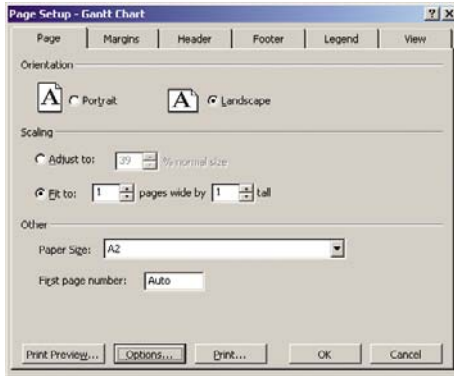 Page Setup - Gantt Chart
Page Margins Header Footer Legend View
Orientation
A Portrait A Landscape
Scaling
Adjust to: 39 % normal size
Fit to: 1 pages wide by 1 tall
Other
Paper Size: A2
First page number: Auto
Print Preview... Options... Print... OK Cancel